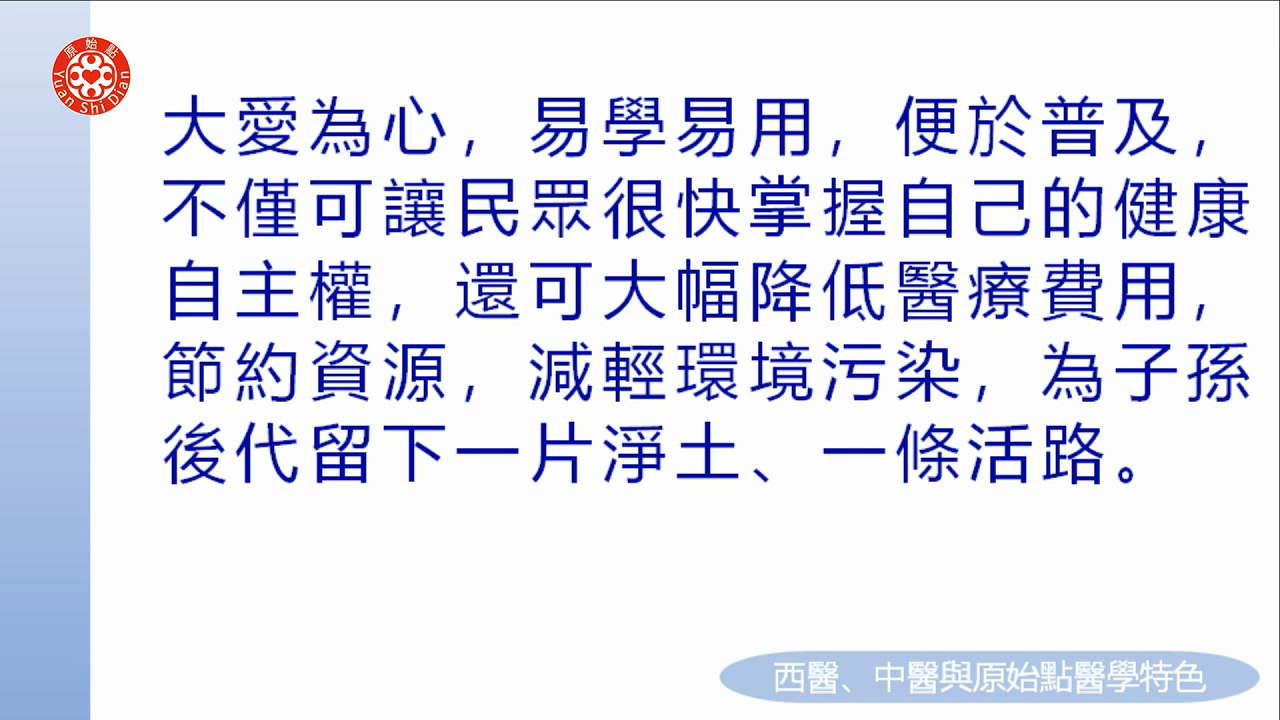 原始點
Yuan Shi Dian
大愛為心，易學易用，便於普及，
不僅可讓民眾很快掌握自己的健康
自主權，還可大幅降低醫療費用，
節約資源，減輕環境污染，為子孫
後代留下一片淨土、一條活路。
西醫、中醫與原始點醫學特色